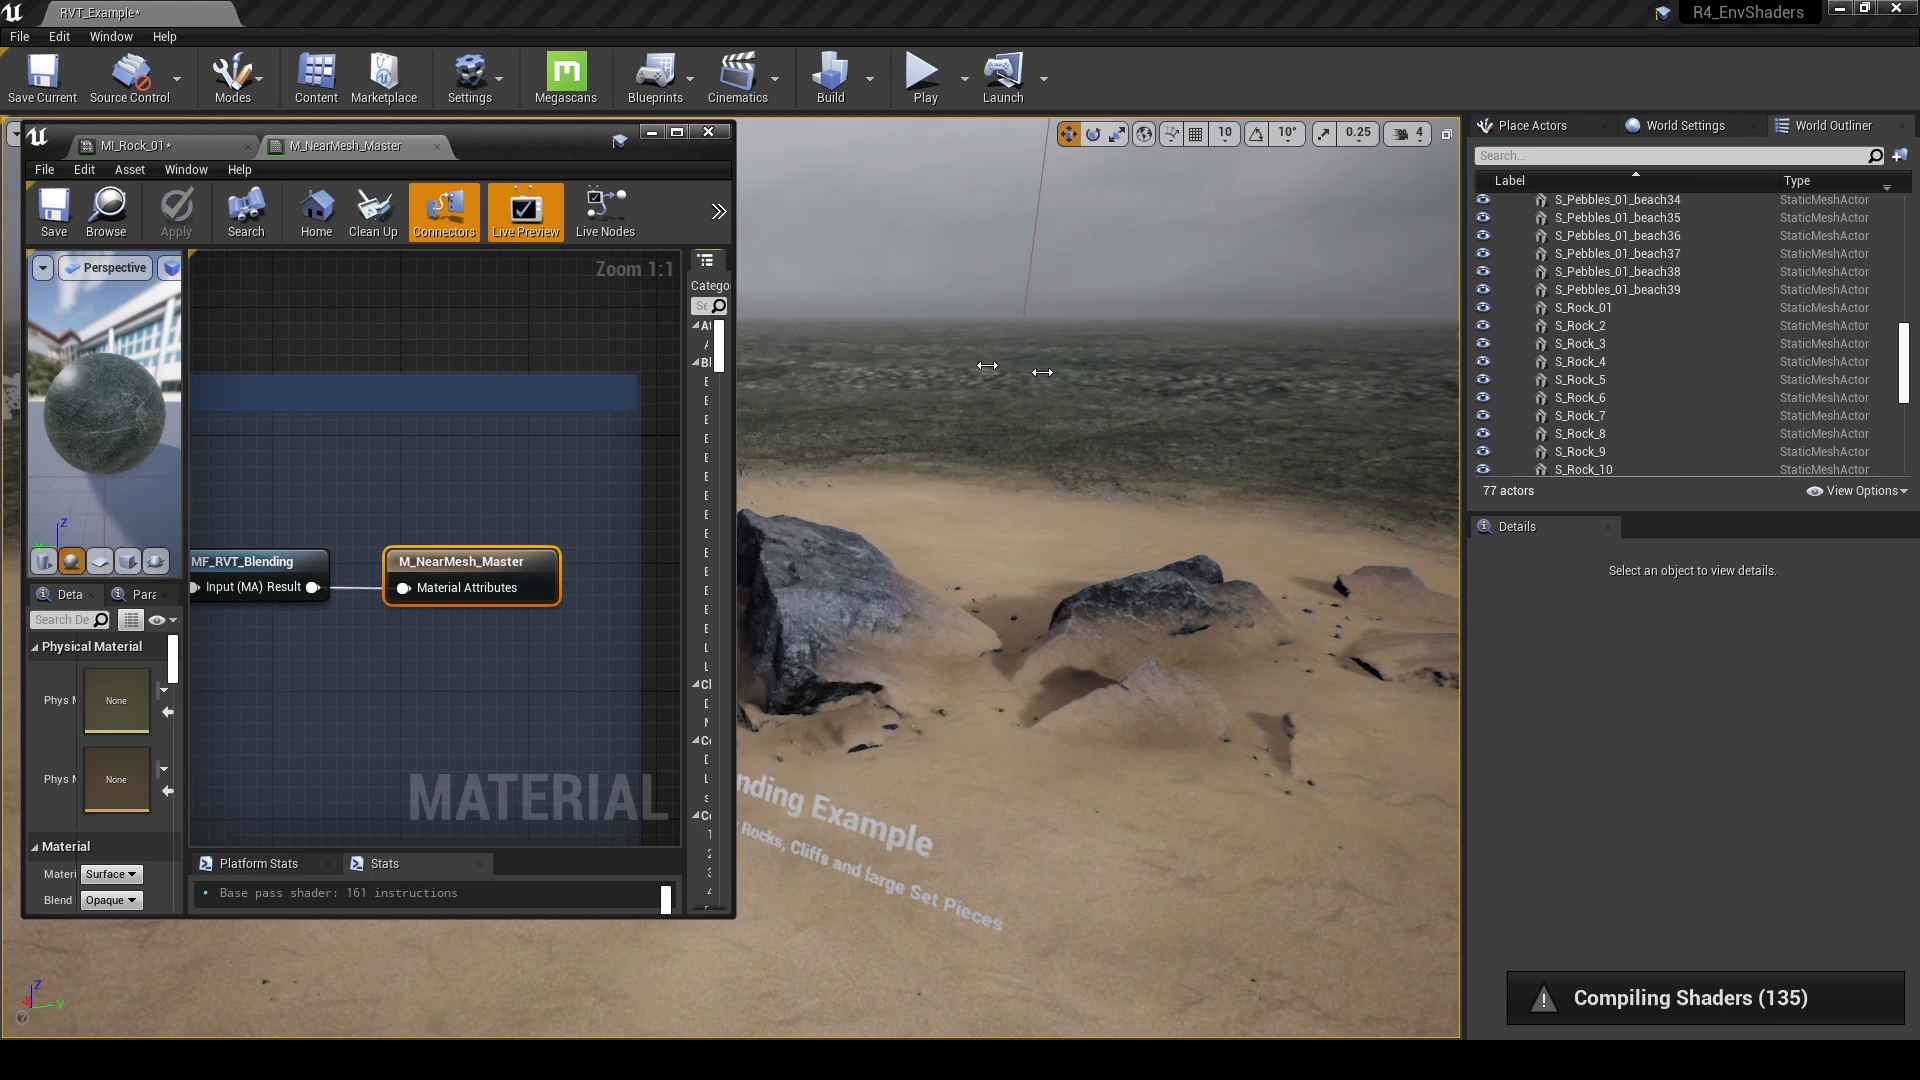 RVT_Example*
R4_EnvShaders
File Edit Window Help
Save Current
Source Control
Modes
Content
Marketplace
Settings
Megascans
Blueprints
Cinematics
Build
Play
Launch
MI_Rock_01*
M_NearMesh_Master
File Edit Asset Window Help
Save
Browse
Apply
Search
Home
Clean Up
Connectors
Live Preview
Live Nodes
Perspective
Zoom 1:1
Z
Deta
Para
Search De
Physical Material
Phys M
None
Phys M
None
Material
Materi
Surface
Blend
Opaque
MF_RVT_Blending
Input (MA) Result
M_NearMesh_Master
Material Attributes
MATERIAL
Platform Stats
Stats
Base pass shader: 161 instructions
Catego
Se
10
10°
0.25
4
nding Example
Rocks, Cliffs and large Set Pieces
Z
Y
Place Actors
World Settings
World Outliner
Search...
Label Type
S_Pebbles_01_beach34 StaticMeshActor
S_Pebbles_01_beach35 StaticMeshActor
S_Pebbles_01_beach36 StaticMeshActor
S_Pebbles_01_beach37 StaticMeshActor
S_Pebbles_01_beach38 StaticMeshActor
S_Pebbles_01_beach39 StaticMeshActor
S_Rock_01 StaticMeshActor
S_Rock_2 StaticMeshActor
S_Rock_3 StaticMeshActor
S_Rock_4 StaticMeshActor
S_Rock_5 StaticMeshActor
S_Rock_6 StaticMeshActor
S_Rock_7 StaticMeshActor
S_Rock_8 StaticMeshActor
S_Rock_9 StaticMeshActor
S_Rock_10 StaticMeshActor
77 actors
View Options
Details
Select an object to view details.
Compiling Shaders (135)